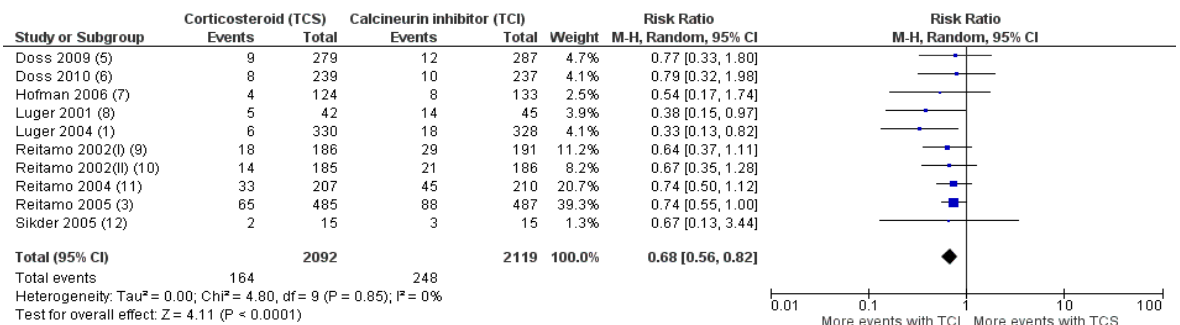 Corticosteroid (TCS) Calcineurin inhibitor (TCI) Risk Ratio Risk Ratio
Study or Subgroup Events Total Events Total Weight M-H, Random, 95% CI M-H, Random, 95% CI
Doss 2009 (5) 9 279 12 287 4.7% 0.77 [0.33, 1.80]
Doss 2010 (6) 8 239 10 237 4.1% 0.79 [0.32, 1.98]
Hofman 2006 (7) 4 124 8 133 2.5% 0.54 [0.17, 1.74]
Luger 2001 (8) 5 42 14 45 3.9% 0.38 [0.15, 0.97]
Luger 2004 (1) 6 330 18 328 4.1% 0.33 [0.13, 0.82]
Reitamo 2002(I) (9) 18 186 29 191 11.2% 0.64 [0.37, 1.11]
Reitamo 2002(II) (10) 14 185 21 186 8.2% 0.67 [0.35, 1.28]
Reitamo 2004 (11) 33 207 45 210 20.7% 0.74 [0.50, 1.12]
Reitamo 2005 (3) 65 485 88 487 39.3% 0.74 [0.55, 1.00]
Sikder 2005 (12) 2 15 3 15 1.3% 0.67 [0.13, 3.44]
Total (95% CI) 2092 2119 100.0% 0.68 [0.56, 0.82]
Total events 164 248
Heterogeneity: Tau² = 0.00; Chi² = 4.80, df = 9 (P = 0.85); I² = 0%
Test for overall effect: Z = 4.11 (P < 0.0001)
0.01 0.1 1 10 100
More events with TCI More events with TCS